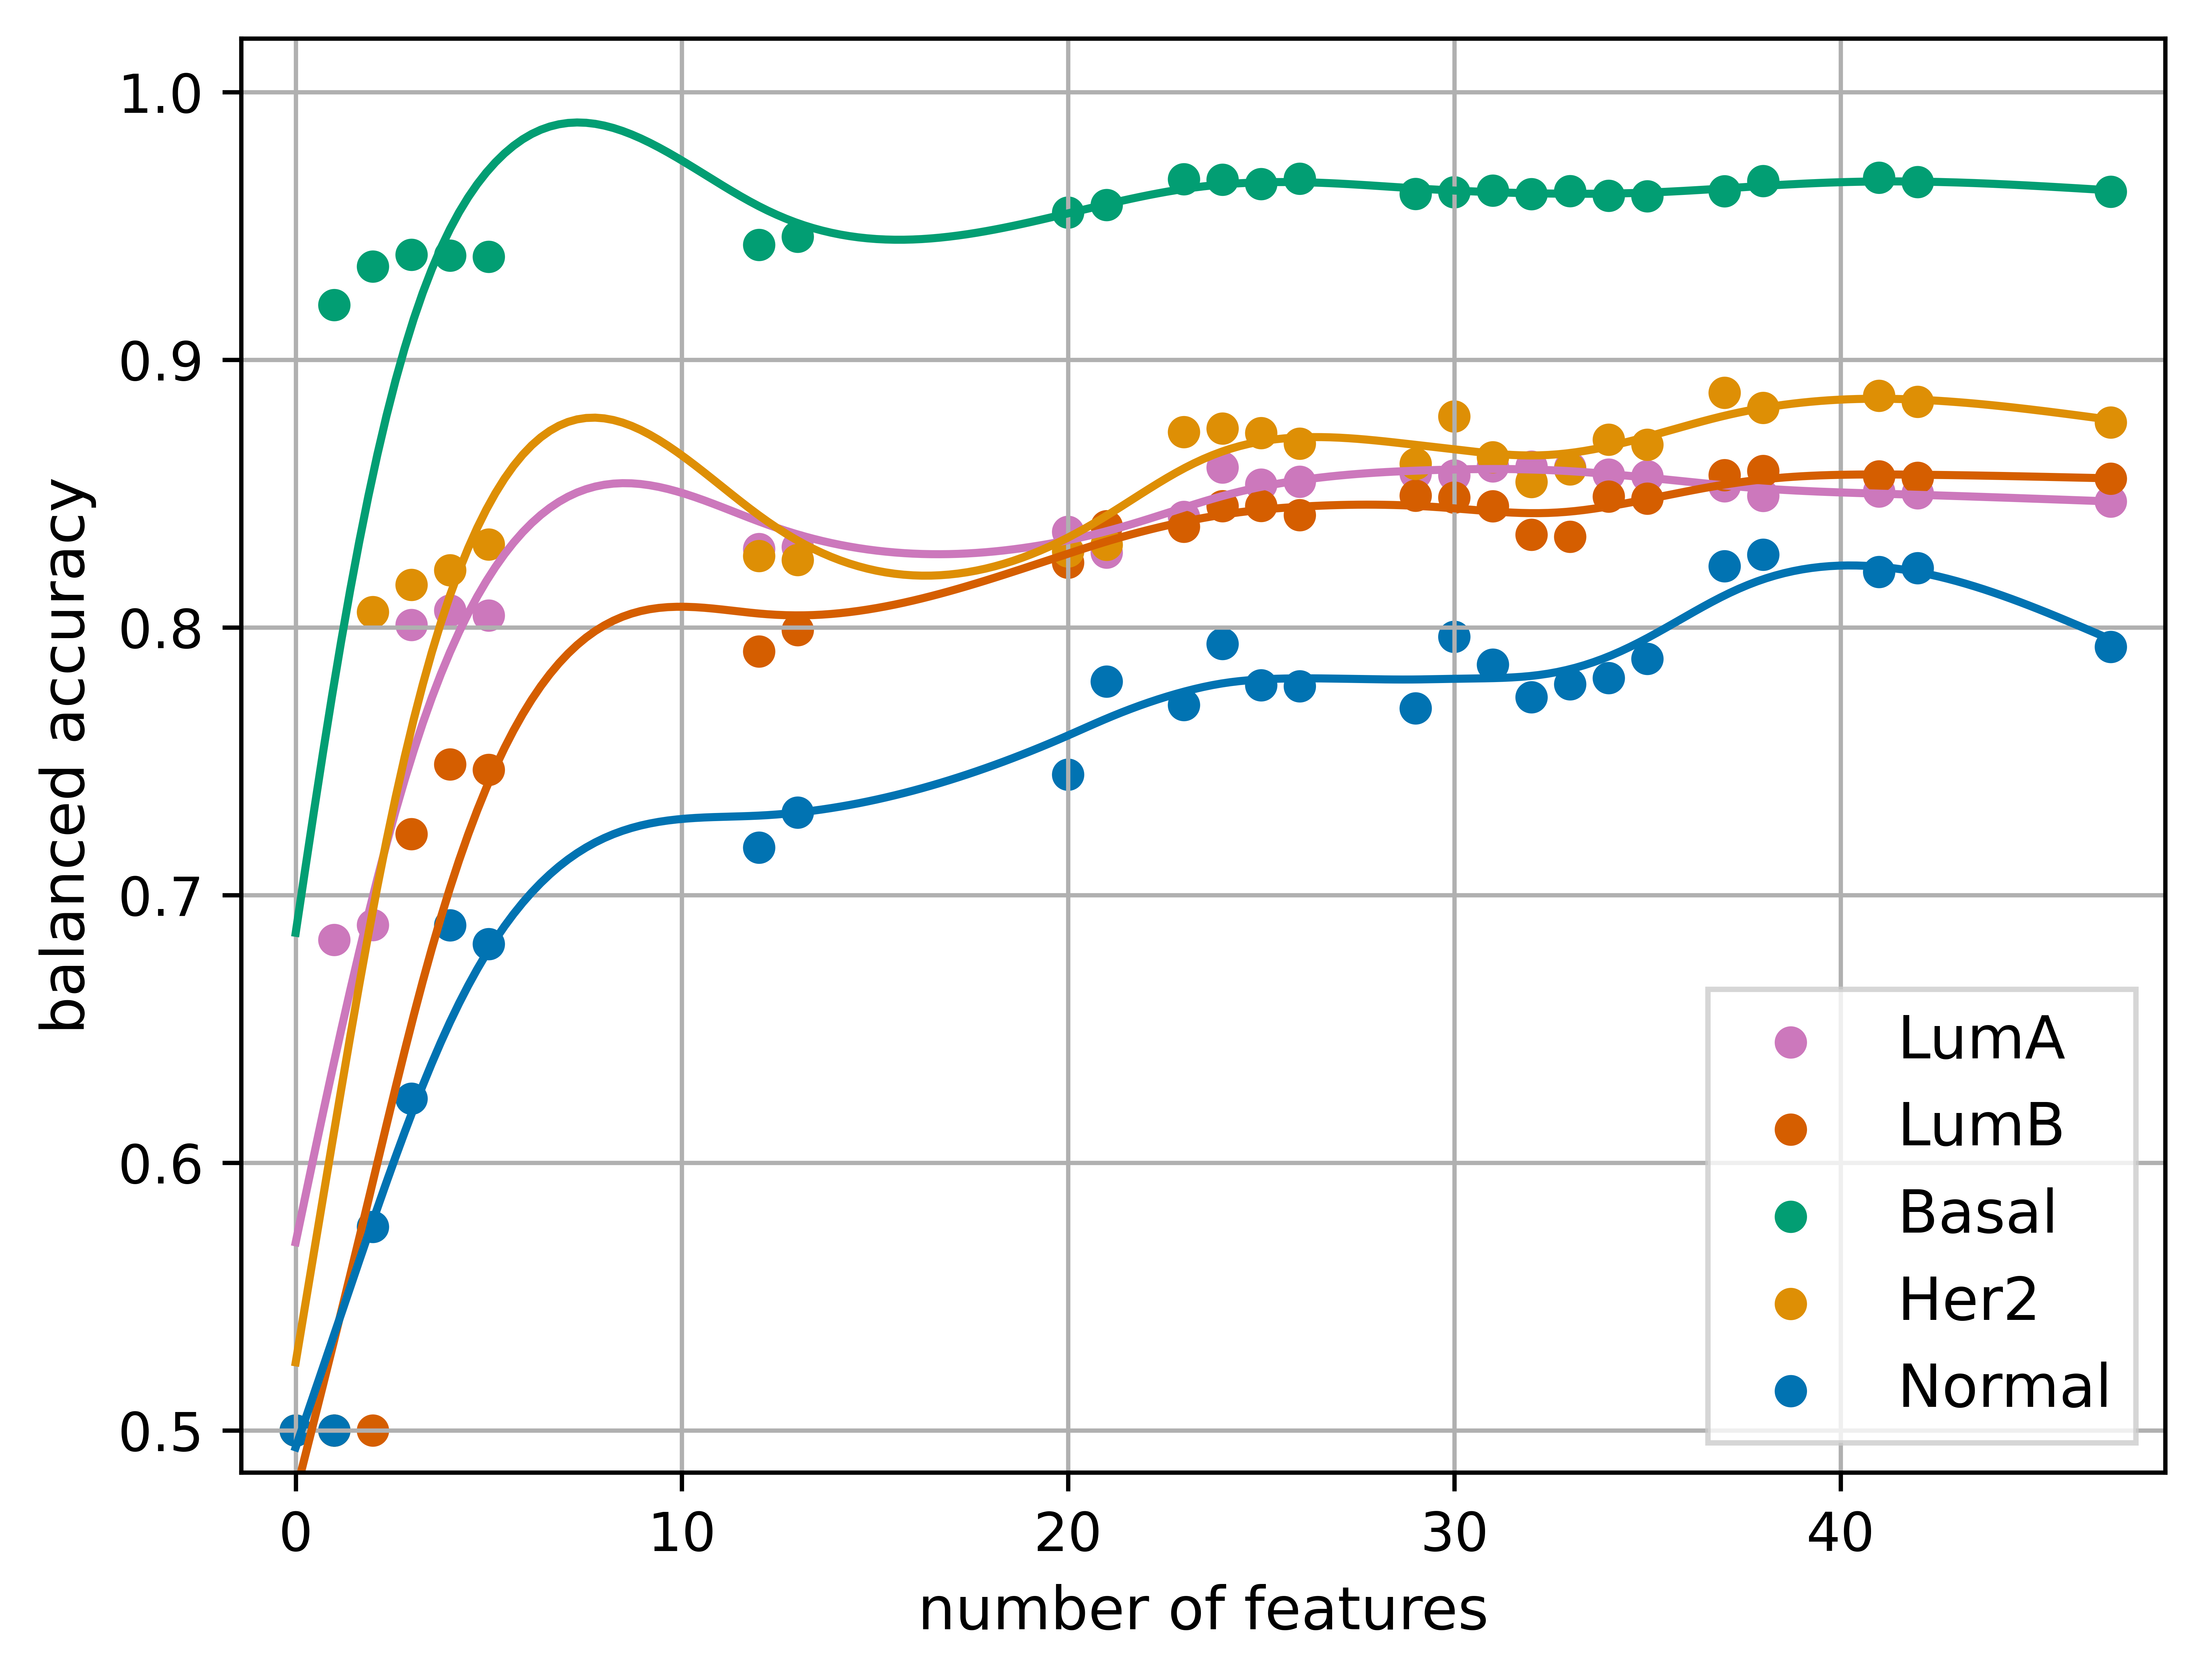 1.0
0.9
0.8
0.7
0.6
0.5
balanced accuracy
0 10 20 30 40
number of features
LumA
LumB
Basal
Her2
Normal